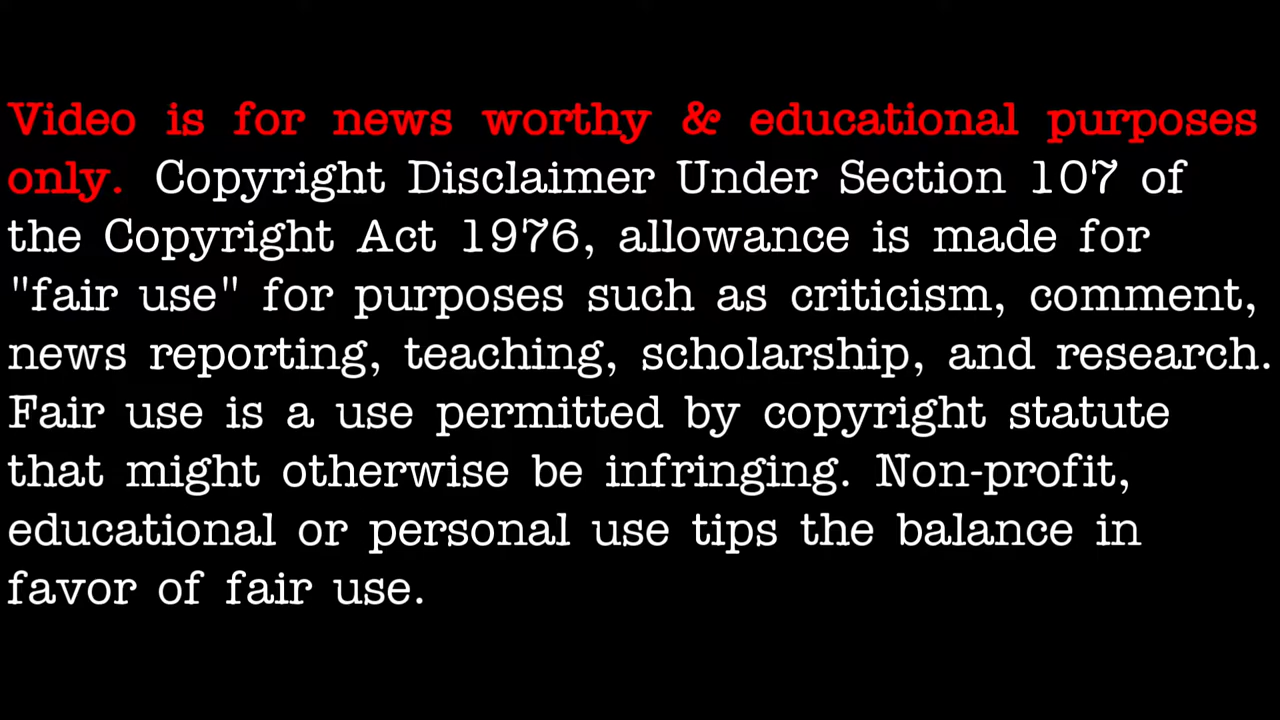 Video is for news worthy & educational purposes
only. Copyright Disclaimer Under Section 107 of
the Copyright Act 1976, allowance is made for
"fair use" for purposes such as criticism, comment,
news reporting, teaching, scholarship, and research.
Fair use is a use permitted by copyright statute
that might otherwise be infringing. Non-profit,
educational or personal use tips the balance in
favor of fair use.